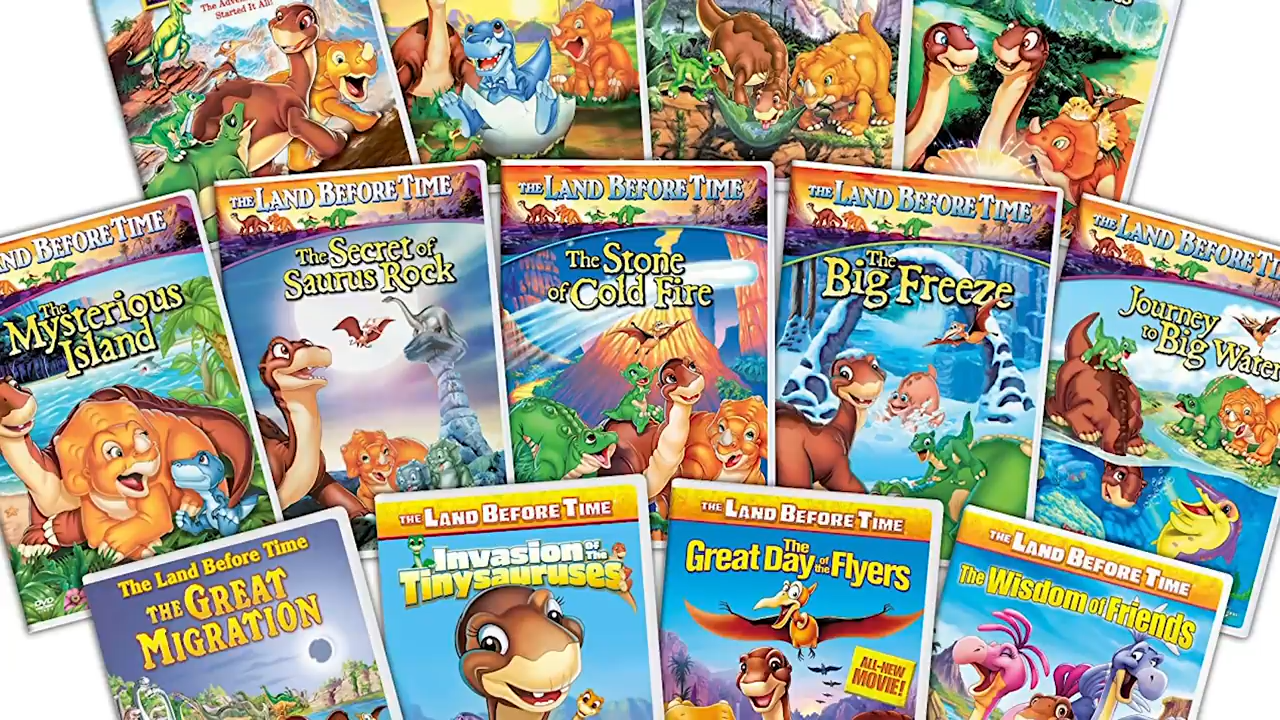 The Adventure
Started It All!
THE LAND BEFORE TIME
The
Mysterious
Island
DVD
THE LAND BEFORE TIME
The Secret of
Saurus Rock
THE LAND BEFORE TIME
The Stone
of Cold Fire
THE LAND BEFORE TIME
The
Big Freeze
THE LAND BEFORE TI
Journey
to Big Water
The Land Before Time
THE GREAT
MIGRATION
THE LAND BEFORE TIME
Invasion of The
Tinysauruses
THE LAND BEFORE TIME
The
Great Day of the Flyers
ALL-NEW
MOVIE!
THE LAND BEFORE TIME
The Wisdom of Friends